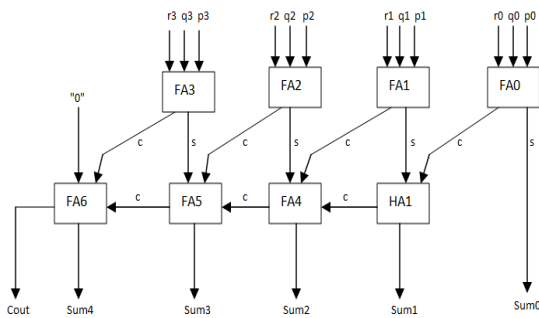 r3 q3 p3 r2 q2 p2 r1 q1 p1 r0 q0 p0
FA3 FA2 FA1 FA0
"0"
c s c s c s c
FA6 c FA5 c FA4 c HA1
Cout Sum4 Sum3 Sum2 Sum1 Sum0